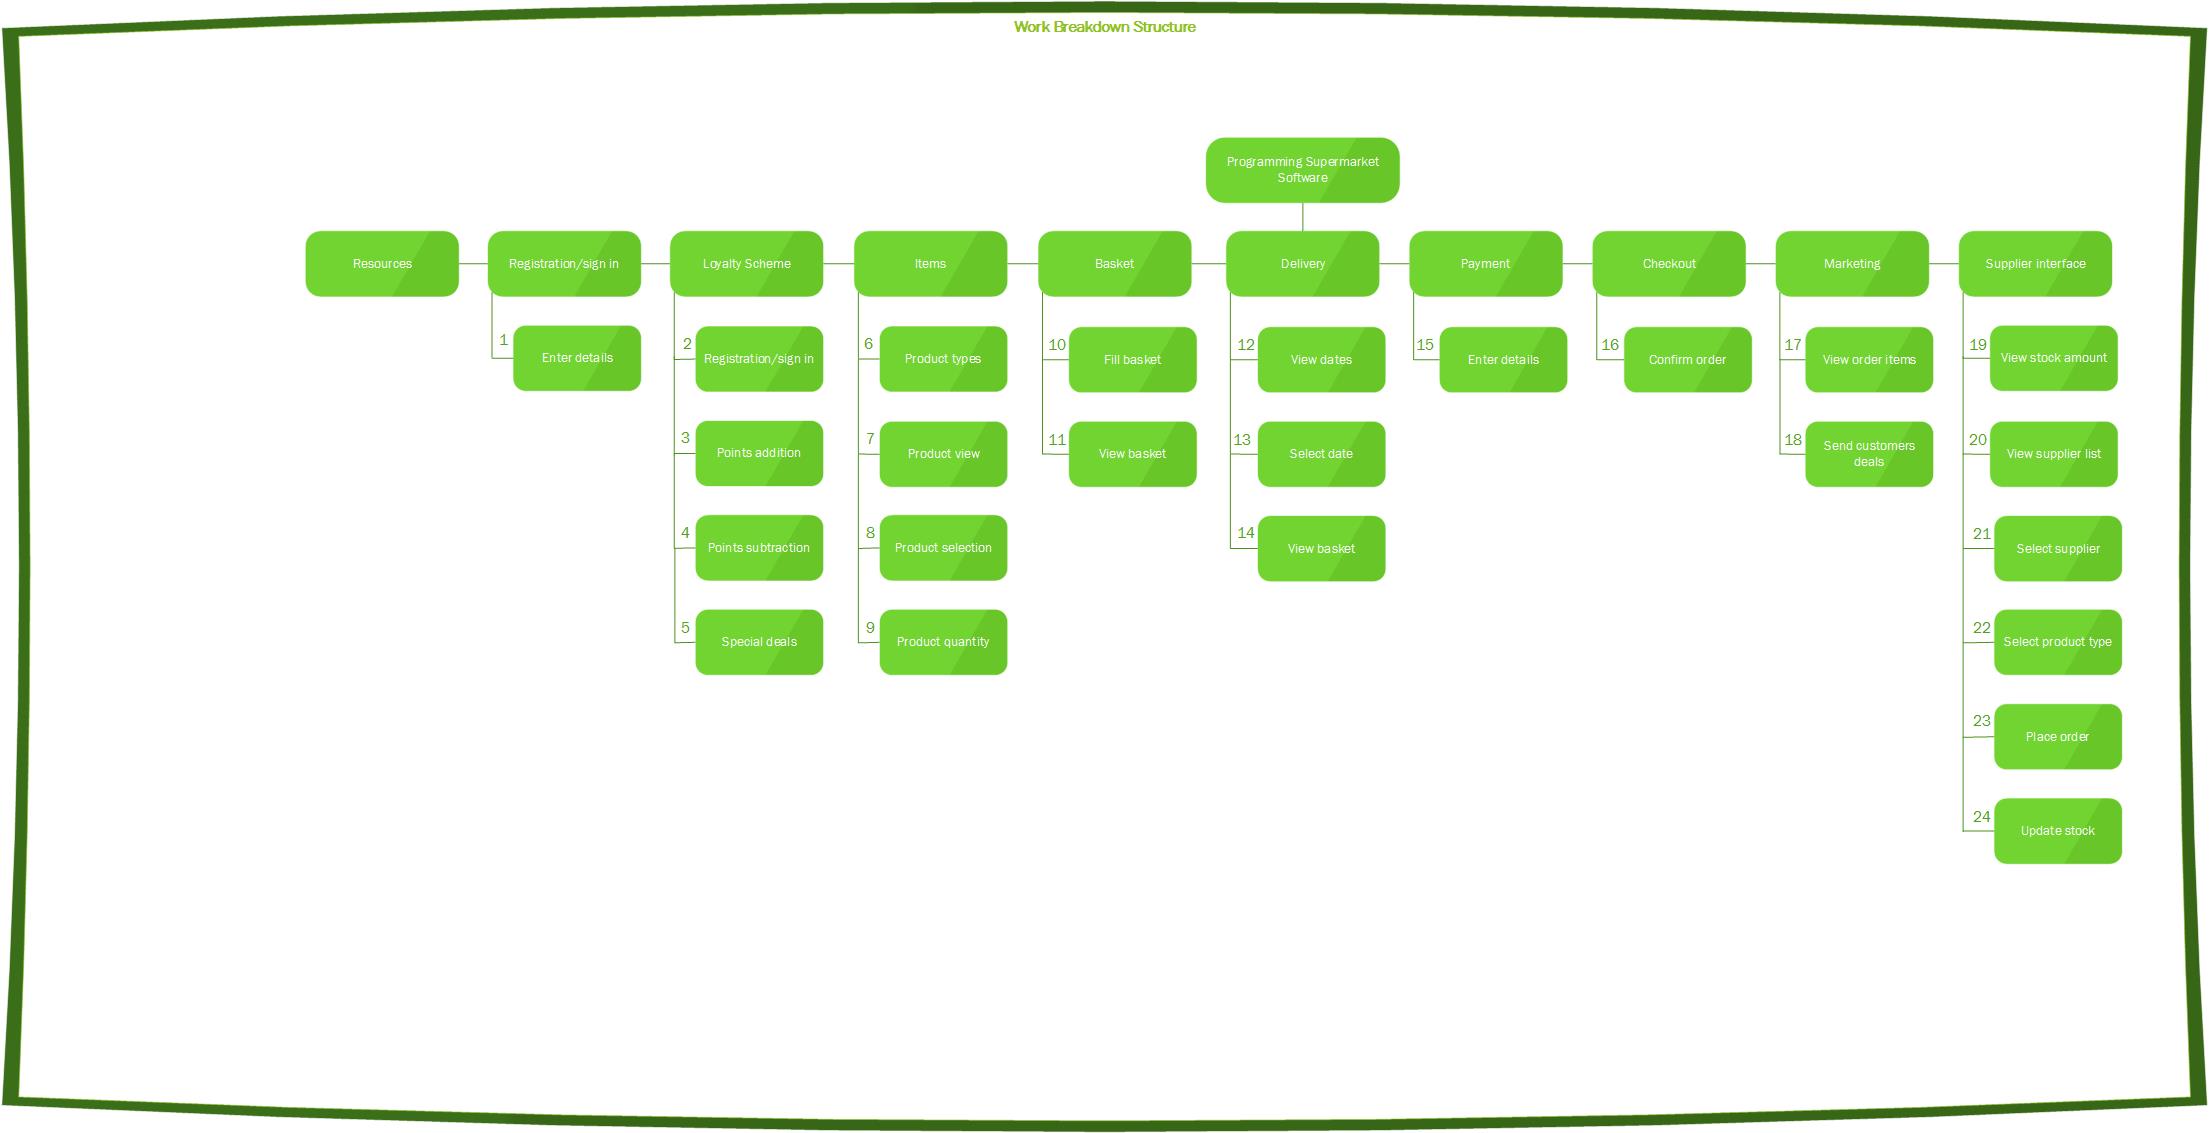 Work Breakdown Structure
Programming Supermarket
Software
Resources
Registration/sign in
Loyalty Scheme
Items
Basket
Delivery
Payment
Checkout
Marketing
Supplier interface
1
Enter details
2
Registration/sign in
3
Points addition
4
Points subtraction
5
Special deals
6
Product types
7
Product view
8
Product selection
9
Product quantity
10
Fill basket
11
View basket
12
View dates
13
Select date
14
View basket
15
Enter details
16
Confirm order
17
View order items
18
Send customers
deals
19
View stock amount
20
View supplier list
21
Select supplier
22
Select product type
23
Place order
24
Update stock